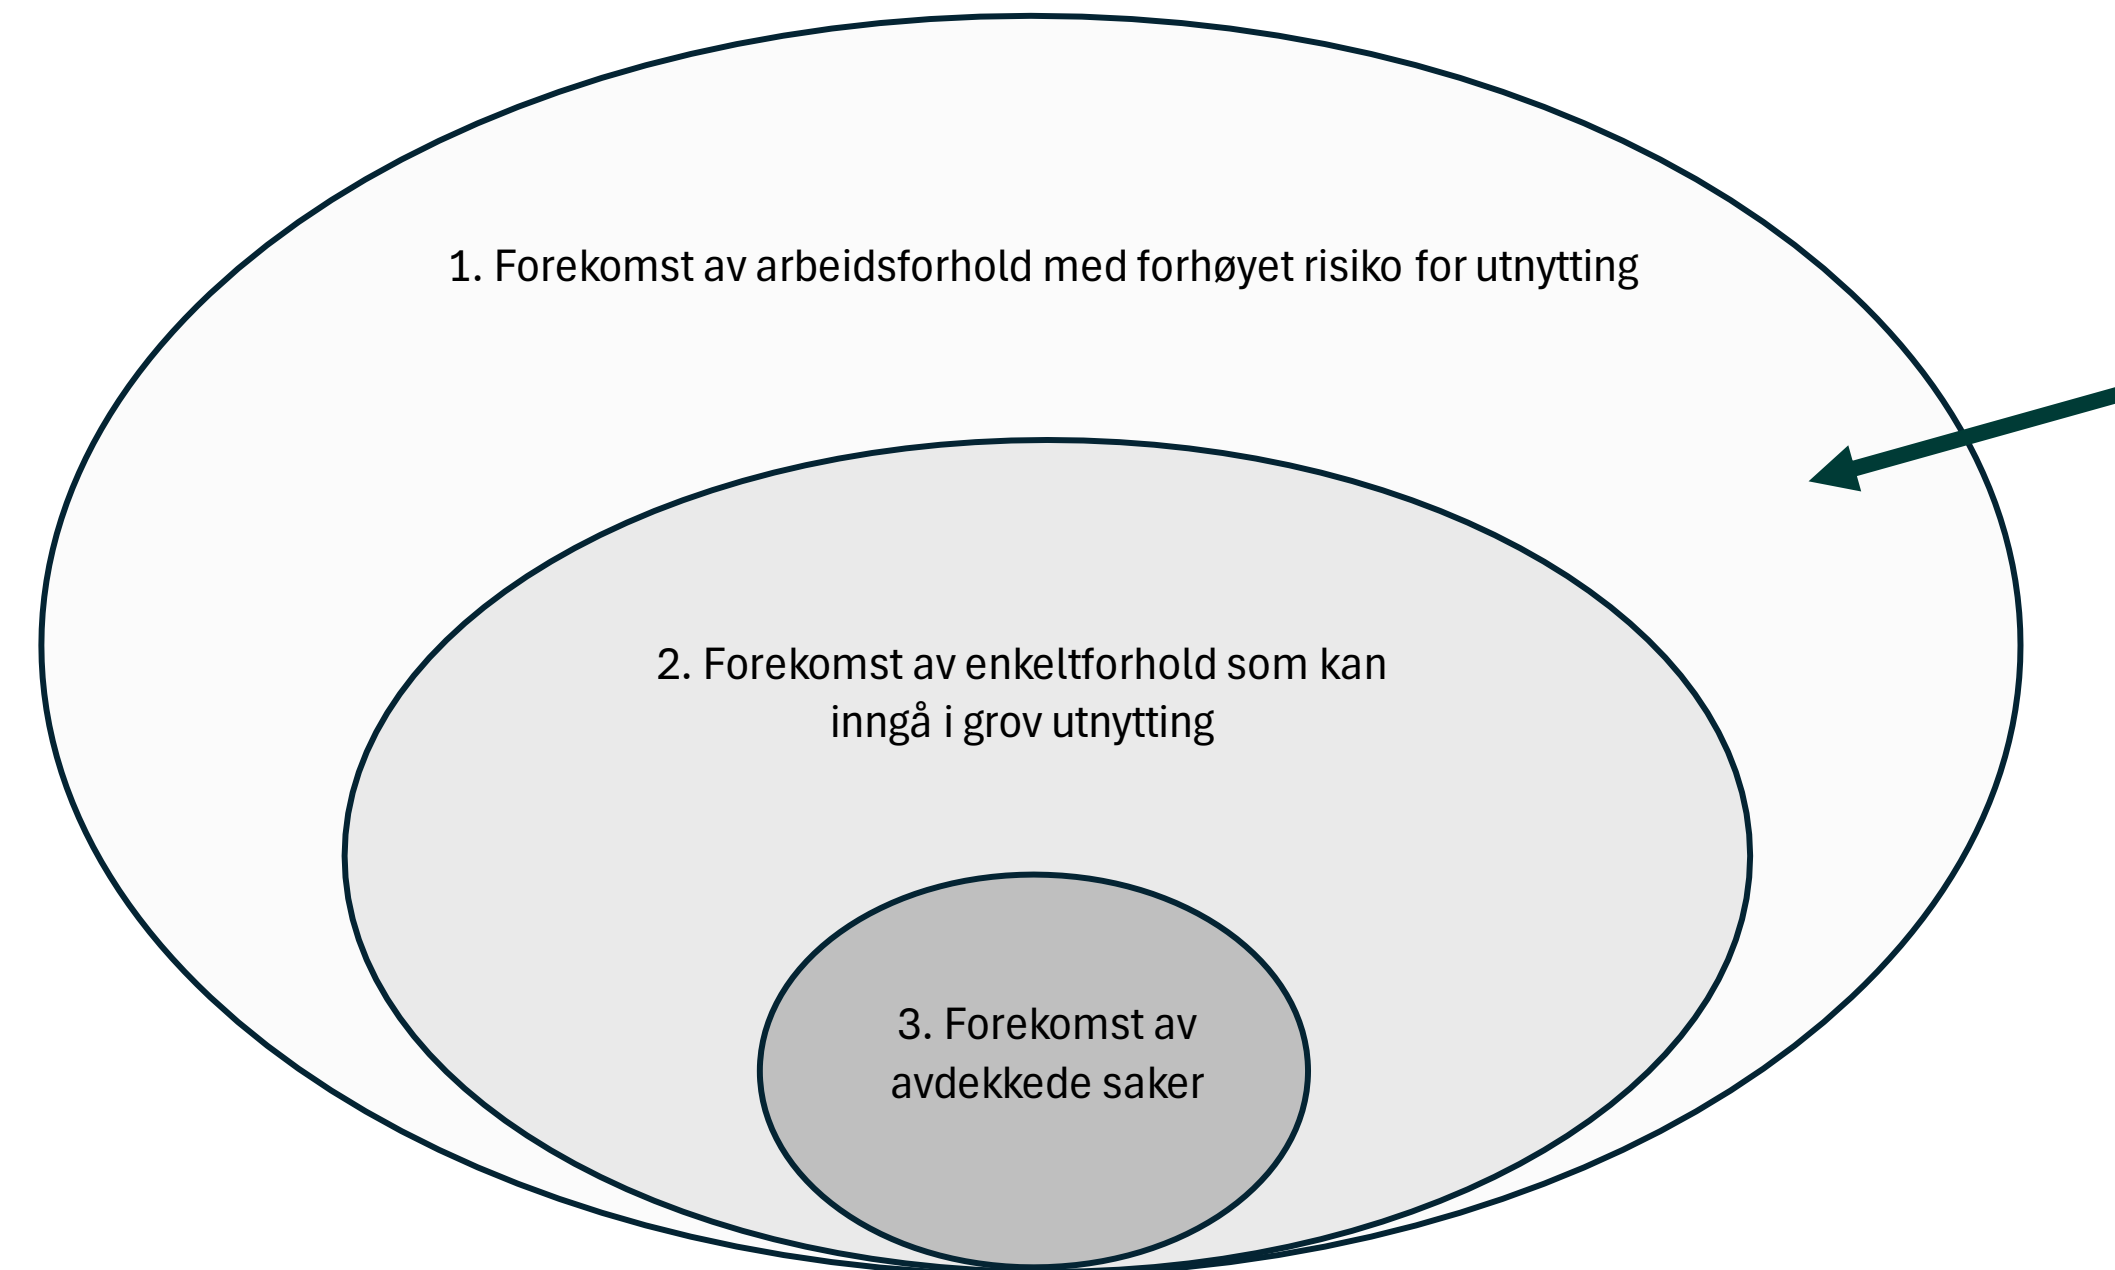 1. Forekomst av arbeidsforhold med forhøyet risiko for utnytting
2. Forekomst av enkeltforhold som kan
inngå i grov utnytting
3. Forekomst av
avdekkede saker